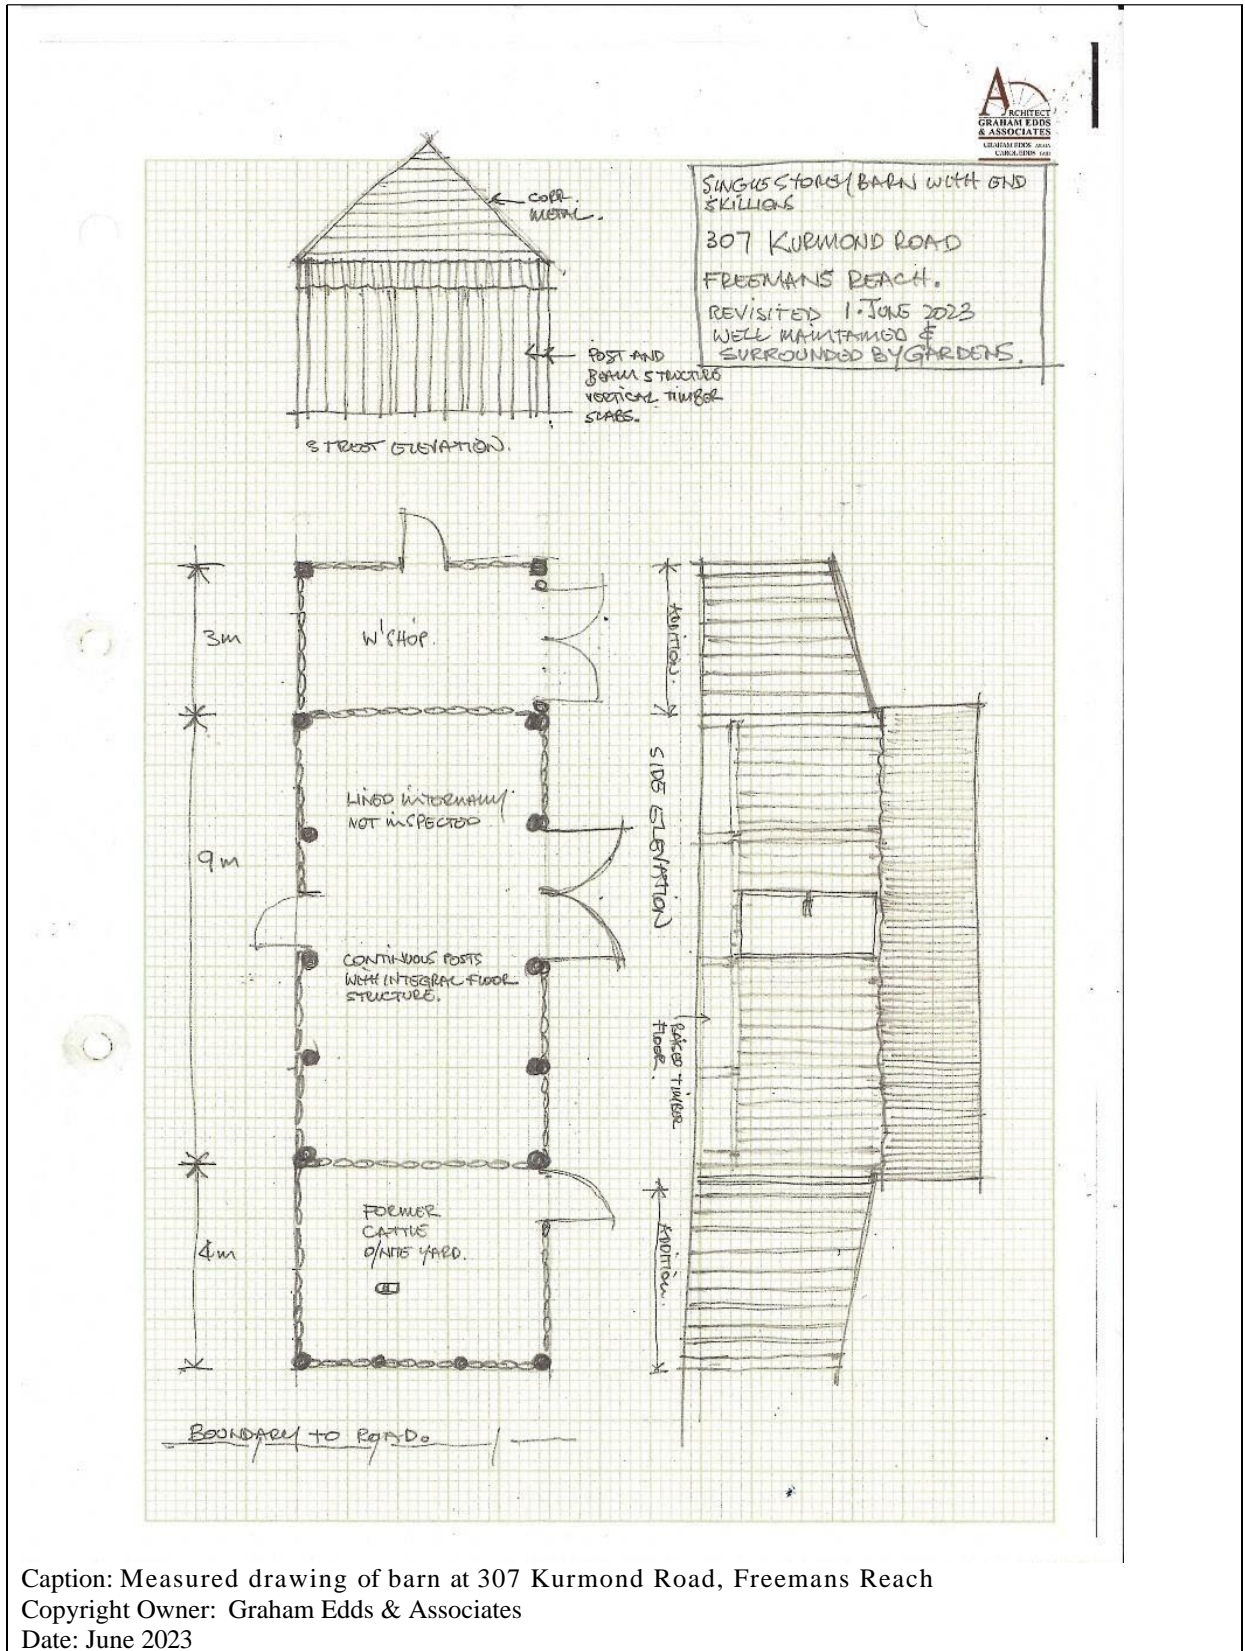 ARCHITECT
GRAHAM EDDS
& ASSOCIATES
SINGLE STOREY BARN WITH END
SKILLIONS
307 KURMOND ROAD
FREEMANS REACH.
REVISITED 1. JUNE 2023
WELL MAINTAINED &
SURROUNDED BY GARDENS.
CORR.
METAL.
POST AND
BEAM STRUCTURE
VERTICAL TIMBER
SLABS.
STREET ELEVATION.
3m
W'SHOP.
ADDITION.
9m
LINED INTERNALLY
NOT INSPECTED
SIDE ELEVATION
CONTINUOUS POSTS
WITH INTEGRAL FLOOR
STRUCTURE.
RAISED TIMBER
FLOOR.
4m
FORMER
CATTLE
O/NITE YARD.
ADDITION.
BOUNDARY TO ROAD.
Caption: Measured drawing of barn at 307 Kurmond Road, Freemans Reach
Copyright Owner: Graham Edds & Associates
Date: June 2023